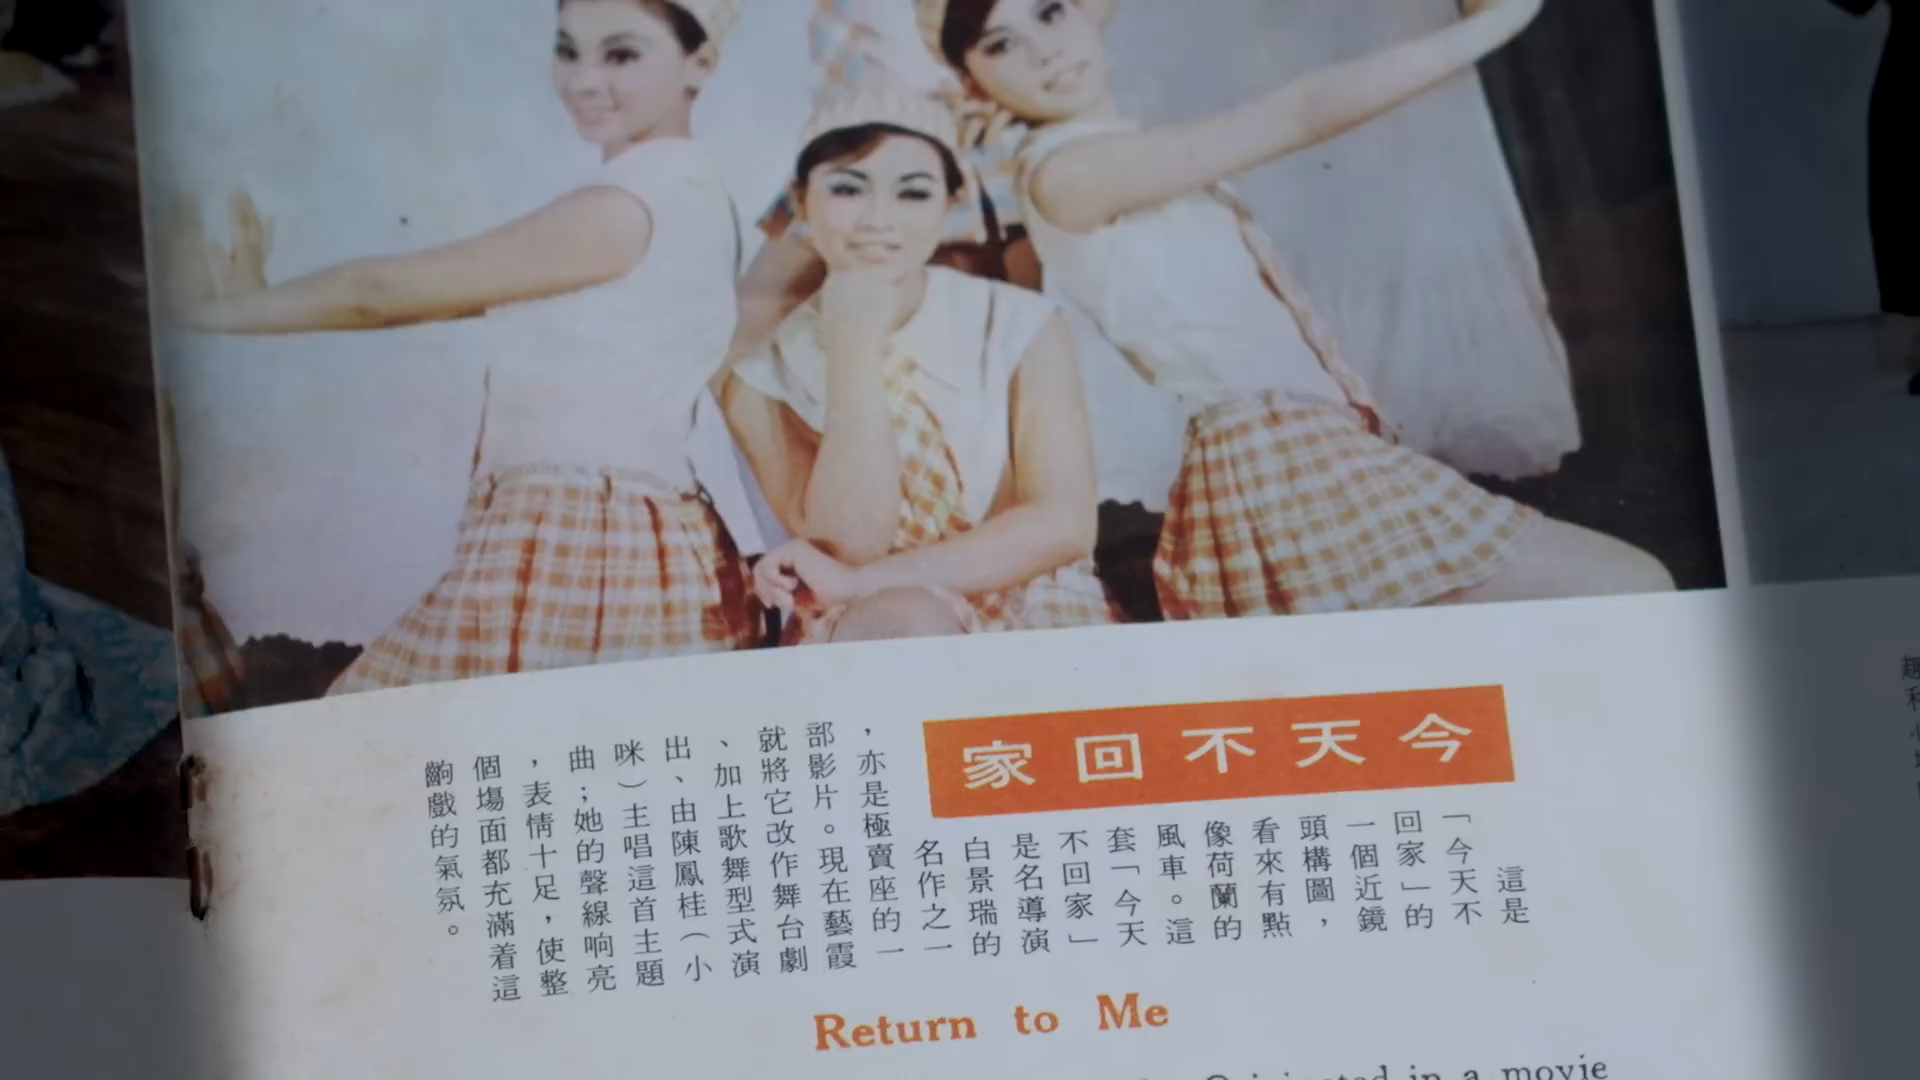 今天不回家
這是
「今天不
回家」的
一個近鏡
頭構圖，
看來有點
像荷蘭的
風車。這
套「今天
不回家」
是名導演
白景瑞的
名作之一
，亦是極賣座的一
部影片。現在藝霞
就將它改作舞台劇
、加上歌舞型式演
出、由陳鳳桂（小
咪）主唱這首主題
曲；她的聲線响亮
，表情十足，使整
個塲面都充滿着這
齣戲的氣氛。
Return to Me
in a movie